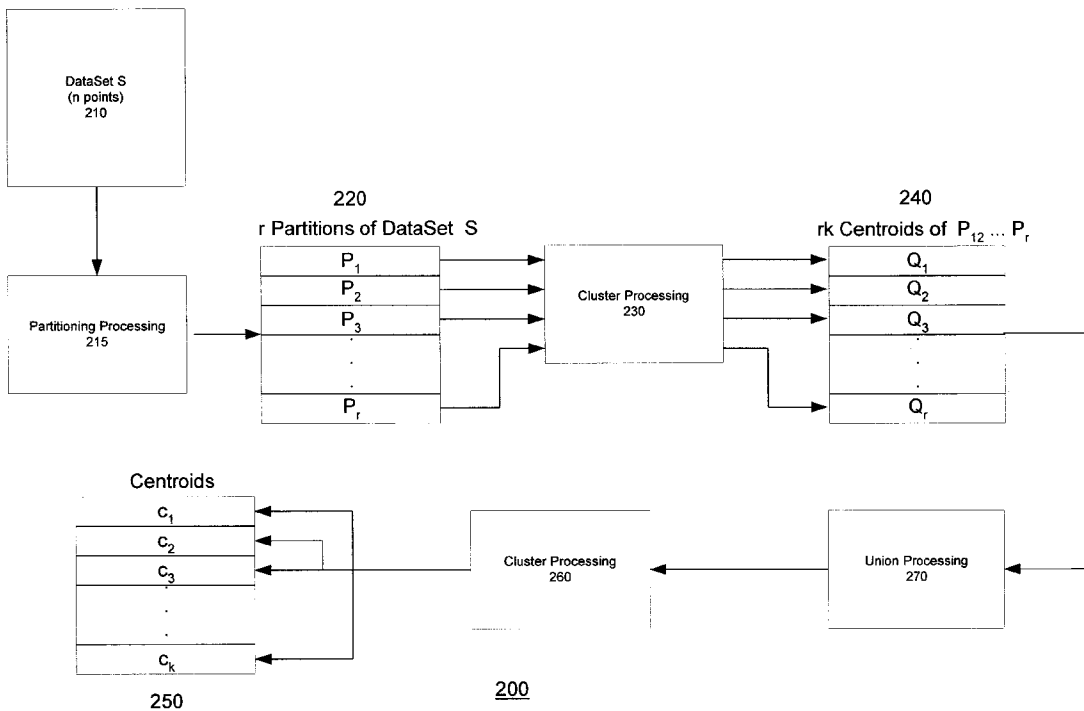 DataSet S
(n points)
210
Partitioning Processing
215
220
r Partitions of DataSet S
P1
P2
P3
.
.
.
Pr
Cluster Processing
230
240
rk Centroids of P12 ... Pr
Q1
Q2
Q3
.
.
.
Qr
Union Processing
270
Cluster Processing
260
Centroids
c1
c2
c3
.
.
.
ck
250
200